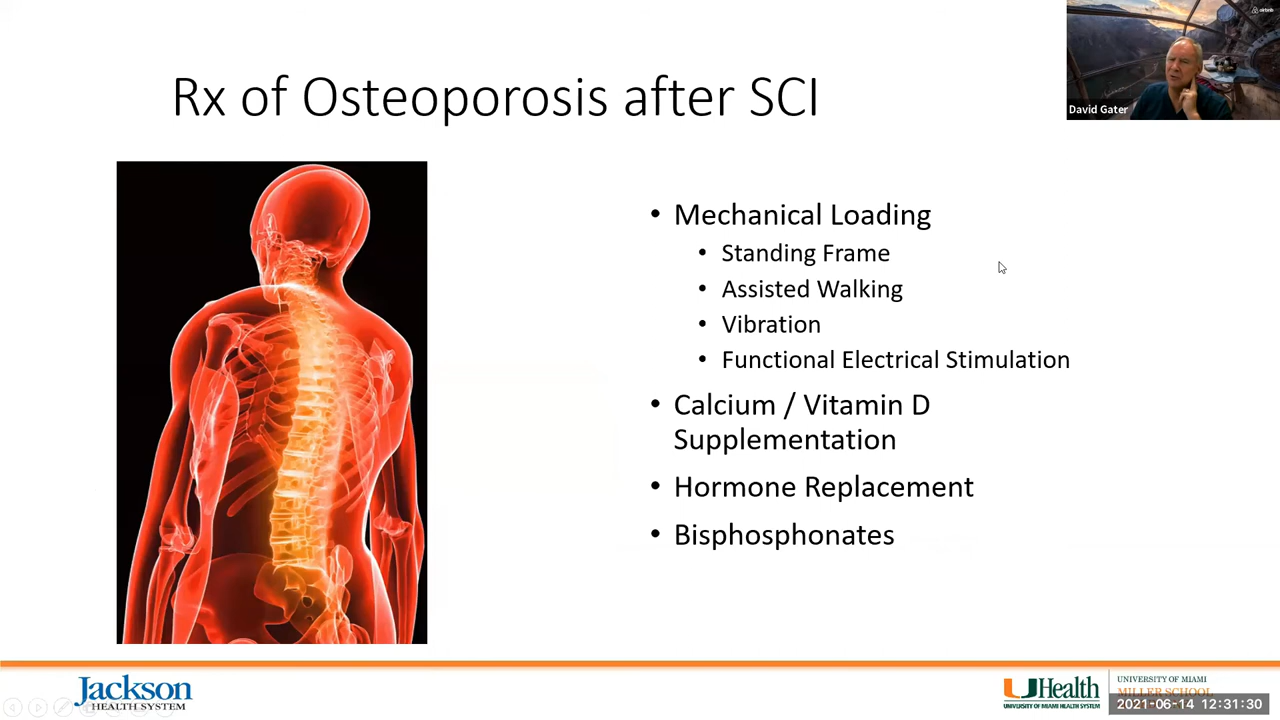 airbnb
David Gater
Rx of Osteoporosis after SCI
• Mechanical Loading
• Standing Frame
• Assisted Walking
• Vibration
• Functional Electrical Stimulation
• Calcium / Vitamin D
Supplementation
• Hormone Replacement
• Bisphosphonates
Jackson
HEALTH SYSTEM
UHealth
UNIVERSITY OF MIAMI HEALTH SYSTEM
UNIVERSITY OF MIAMI
MILLER SCHOOL
2021-06-14 12:31:30